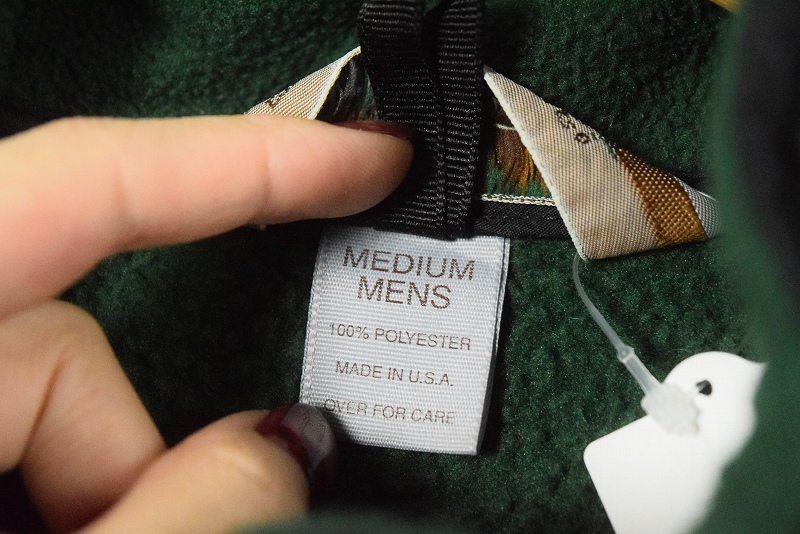 MEDIUM
MENS
100% POLYESTER
MADE IN U.S.A.
OVER FOR CARE